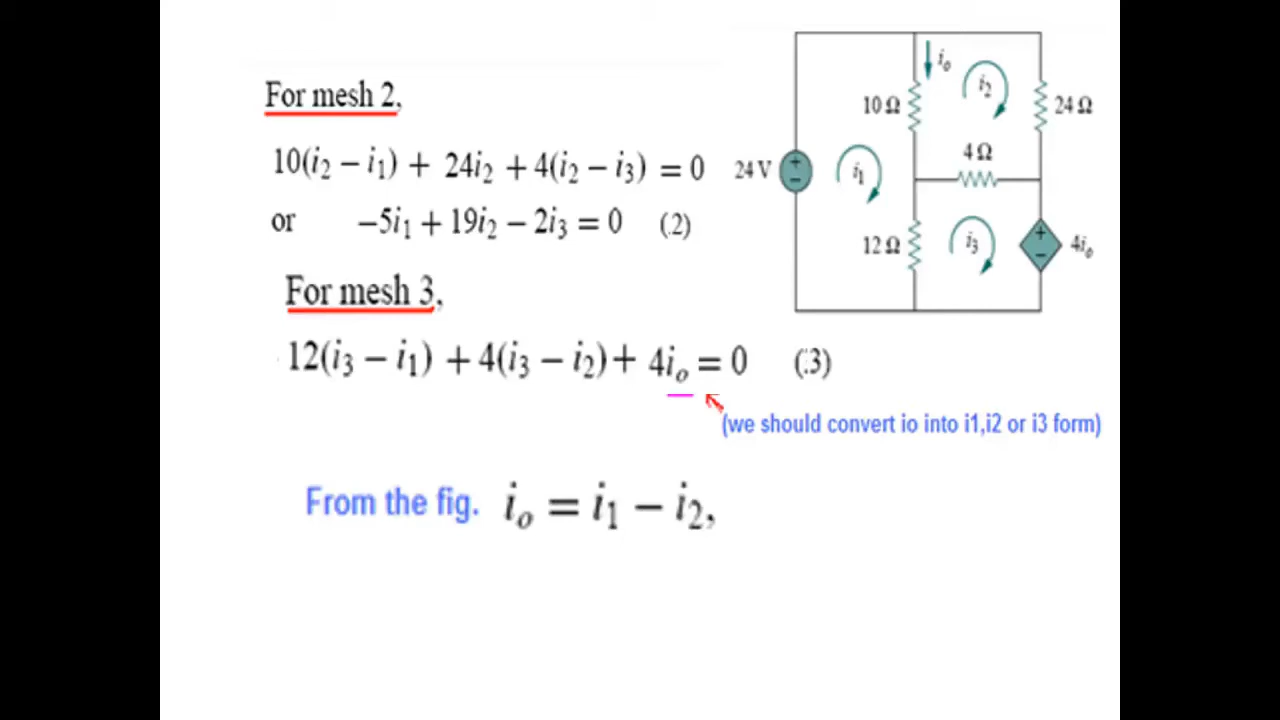 For mesh 2,
10(i₂ − i₁) + 24i₂ + 4(i₂ − i₃) = 0
or −5i₁ + 19i₂ − 2i₃ = 0 (.2)
For mesh 3,
12(i₃ − i₁) + 4(i₃ − i₂) + 4iₒ = 0 (.3)
(we should convert io into i1,i2 or i3 form)
From the fig. iₒ = i₁ − i₂,
iₒ
i₂
10 Ω
24 Ω
4 Ω
24 V
+
−
i₁
12 Ω
i₃
+
−
4iₒ